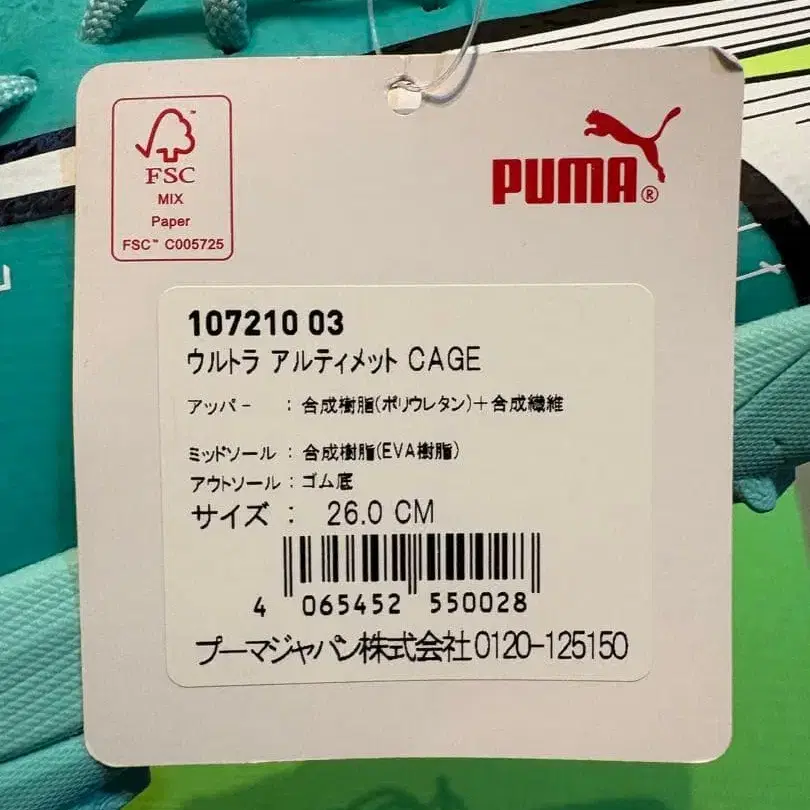 FSC
MIX
Paper
FSC™ C005725
PUMA®
107210 03
ウルトラ アルティメット CAGE
アッパー : 合成樹脂(ポリウレタン)+合成繊維
ミッドソール : 合成樹脂(EVA樹脂)
アウトソール : ゴム底
サイズ : 26.0 CM
4 065452 550028
プーマジャパン株式会社0120-125150